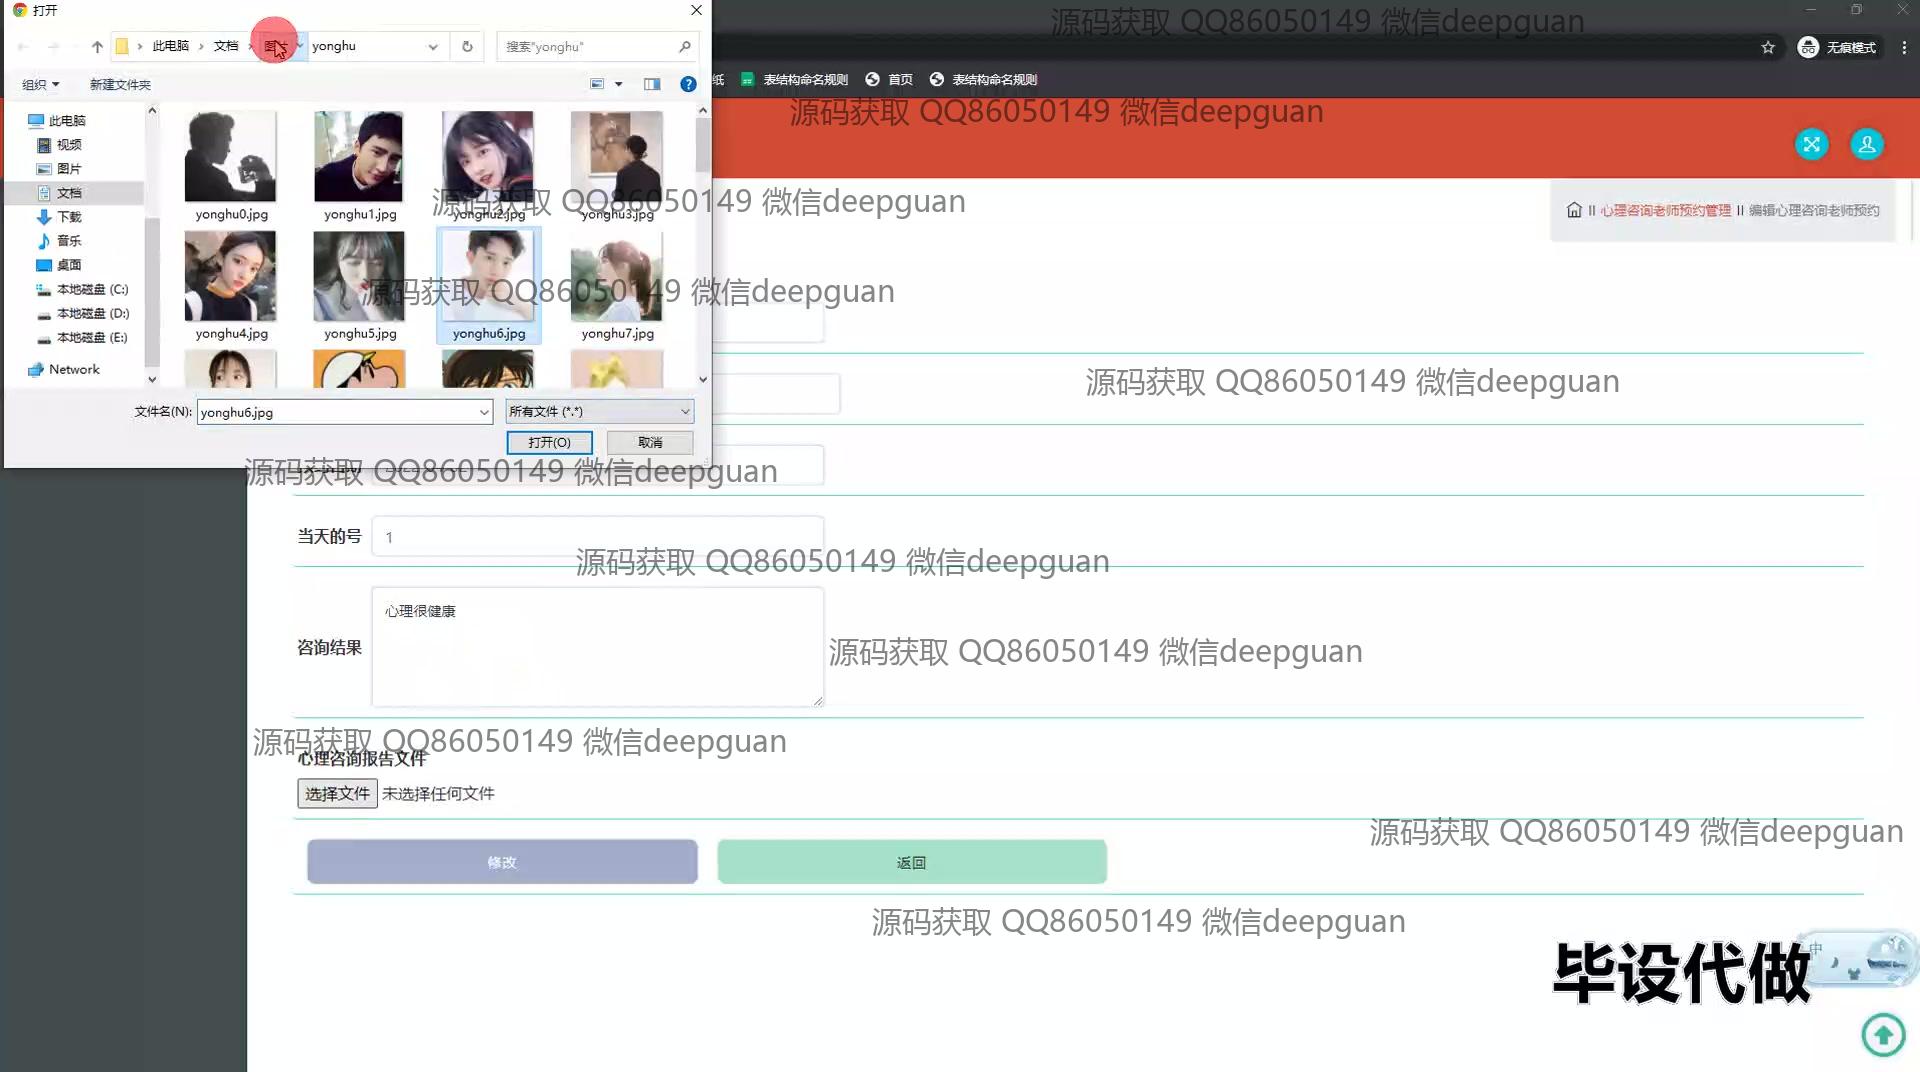 打开
此电脑 文档 图片 yonghu 搜索"yonghu"
组织 新建文件夹
此电脑
视频
图片
文档
下载
音乐
桌面
本地磁盘 (C:)
本地磁盘 (D:)
本地磁盘 (E:)
Network
yonghu0.jpg yonghu1.jpg yonghu2.jpg yonghu3.jpg
yonghu4.jpg yonghu5.jpg yonghu6.jpg yonghu7.jpg
文件名(N): yonghu6.jpg 所有文件 (*.*)
打开(O) 取消
源码获取 QQ86050149 微信deepguan
无痕模式
纸 表结构命名规则 首页 表结构命名规则
源码获取 QQ86050149 微信deepguan
源码获取 QQ86050149 微信deepguan
II 心理咨询老师预约管理 II 编辑心理咨询老师预约
源码获取 QQ86050149 微信deepguan
源码获取 QQ86050149 微信deepguan
源码获取 QQ86050149 微信deepguan
当天的号 1
源码获取 QQ86050149 微信deepguan
咨询结果 心理很健康
源码获取 QQ86050149 微信deepguan
源码获取 QQ86050149 微信deepguan
心理咨询报告文件
选择文件 未选择任何文件
源码获取 QQ86050149 微信deepguan
修改 返回
源码获取 QQ86050149 微信deepguan
毕设代做
中